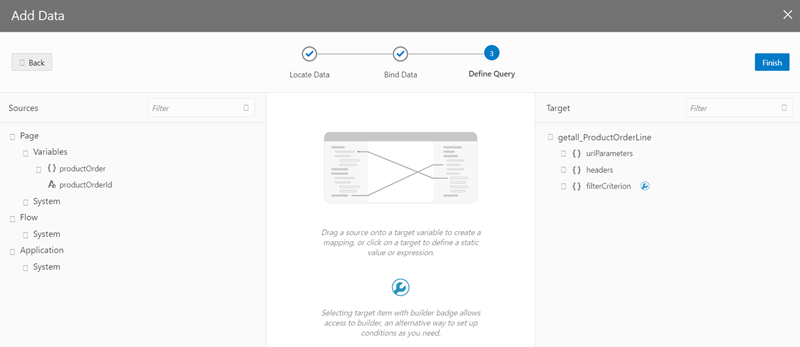 Add Data
Back
3
Locate Data
Bind Data
Define Query
Finish
Sources
Filter
Page
Variables
{ } productOrder
productOrderId
System
Flow
System
Application
System
Drag a source onto a target variable to create a
mapping, or click on a target to define a static
value or expression.
Selecting target item with builder badge allows
access to builder, an alternative way to set up
conditions as you need.
Target
Filter
getall_ProductOrderLine
{ } uriParameters
{ } headers
{ } filterCriterion